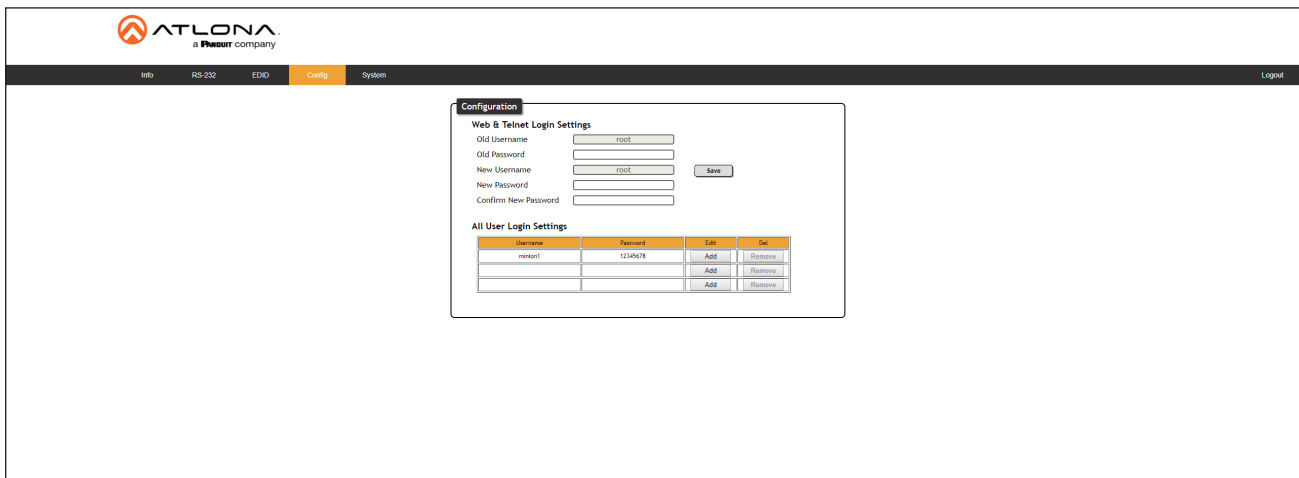 ATLONA.
a PANDUIT company
Info RS-232 EDID Config System Logout
Configuration
Web & Telnet Login Settings
Old Username root
Old Password
New Username root Save
New Password
Confirm New Password
All User Login Settings
Username Password Edit Del
minion1 12345678 Add Remove
Add Remove
Add Remove